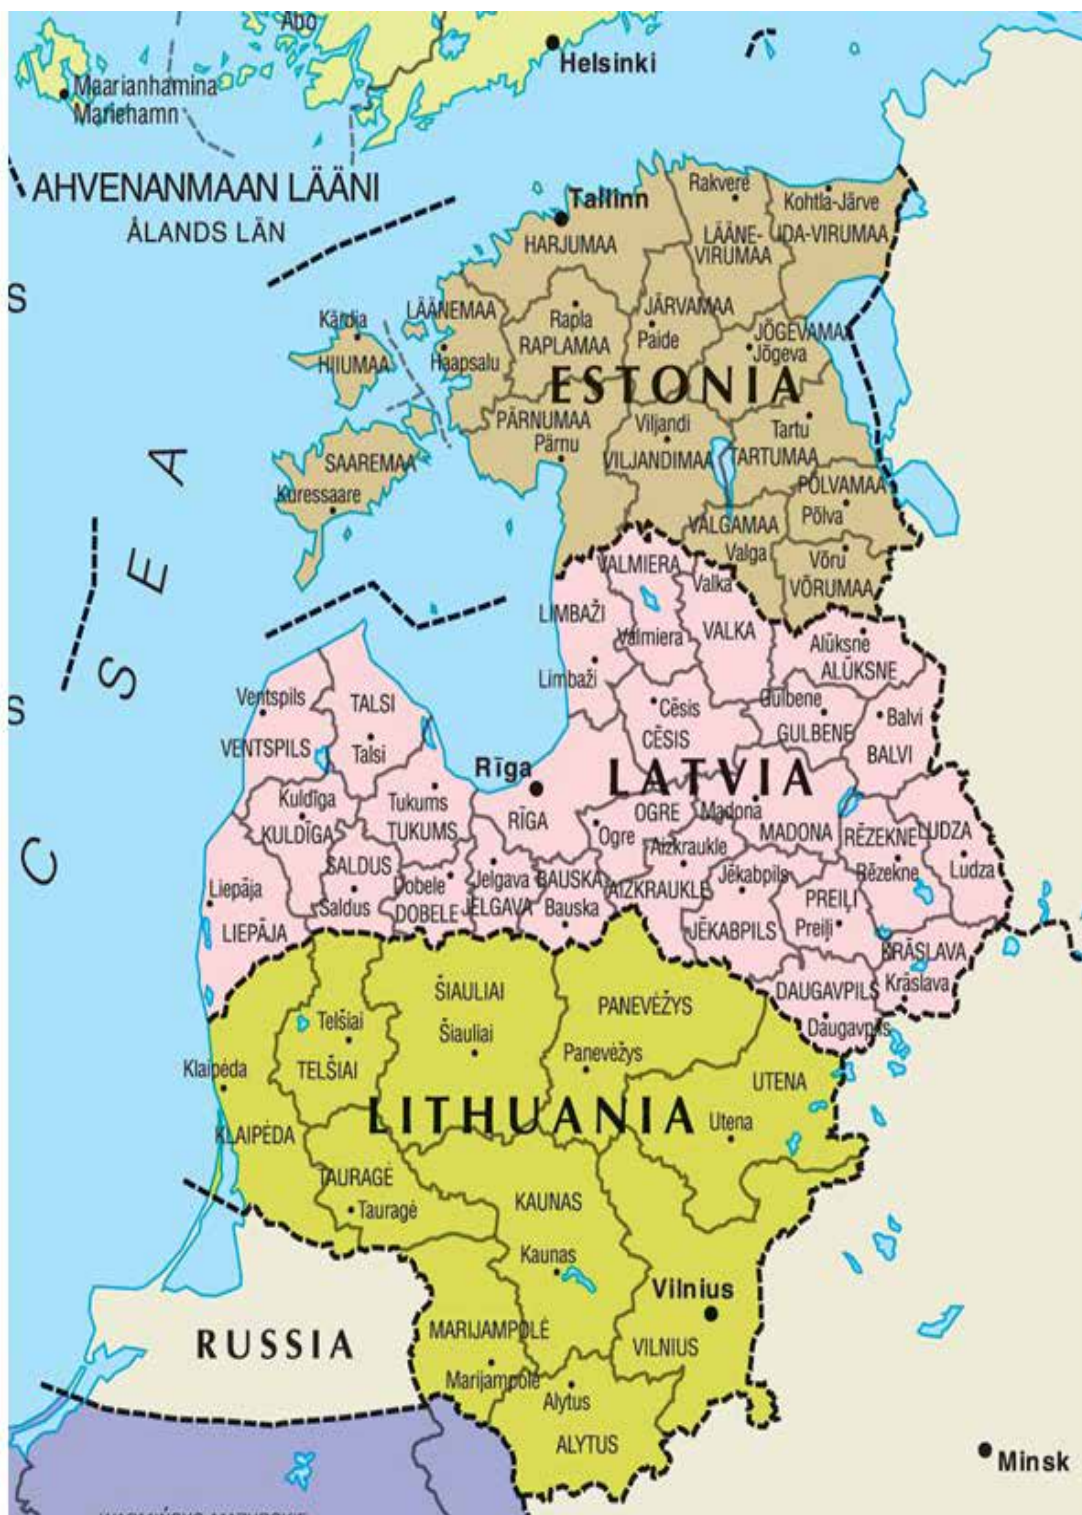 Åbo
Helsinki
Maarianhamina
Mariehamn
AHVENANMAAN LÄÄNI
ÅLANDS LÄN
S
Tallinn
HARJUMAA
Rakvere
LÄÄNE-
VIRUMAA
Kohtla-Järve
IDA-VIRUMAA
LÄÄNEMAA
Haapsalu
Kärdla
HIIUMAA
Rapla
RAPLAMAA
JÄRVAMAA
Paide
JÕGEVAMAA
Jõgeva
ESTONIA
PÄRNUMAA
Pärnu
Viljandi
VILJANDIMAA
Tartu
TARTUMAA
SAAREMAA
Kuressaare
PÕLVAMAA
Põlva
VALGAMAA
Valga
Võru
VÕRUMAA
C SEA
S
VALMIERA
Valmiera
Valka
VALKA
LIMBAŽI
Limbaži
Alūksne
ALŪKSNE
Ventspils
VENTSPILS
TALSI
Talsi
Cēsis
CĒSIS
Gulbene
GULBENE
Balvi
BALVI
Rīga
RĪGA
LATVIA
Kuldīga
KULDĪGA
Tukums
TUKUMS
OGRE
Ogre
Madona
MADONA
RĒZEKNE
Rēzekne
LUDZA
Ludza
SALDUS
Saldus
Dobele
DOBELE
Jelgava
JELGAVA
BAUSKA
Bauska
Aizkraukle
AIZKRAUKLE
Jēkabpils
JĒKABPILS
PREIĻI
Preiļi
Liepāja
LIEPĀJA
KRĀSLAVA
Krāslava
DAUGAVPILS
Daugavpils
ŠIAULIAI
Šiauliai
PANEVĖŽYS
Panevėžys
Telšiai
TELŠIAI
Klaipėda
KLAIPĖDA
UTENA
Utena
LITHUANIA
TAURAGĖ
Tauragė
KAUNAS
Kaunas
Vilnius
VILNIUS
RUSSIA
MARIJAMPOLĖ
Marijampolė
Alytus
ALYTUS
Minsk